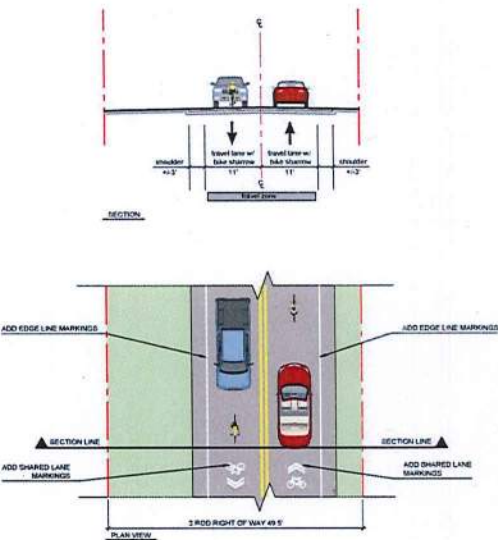 ℄
shoulder
+/-3'
travel lane w/
bike sharrow
11'
travel lane w/
bike sharrow
11'
shoulder
+/-3'
℄
travel zone
SECTION
ADD EDGE LINE MARKINGS
ADD EDGE LINE MARKINGS
SECTION LINE
SECTION LINE
ADD SHARED LANE
MARKINGS
ADD SHARED LANE
MARKINGS
3 ROD RIGHT OF WAY 49.5'
PLAN VIEW